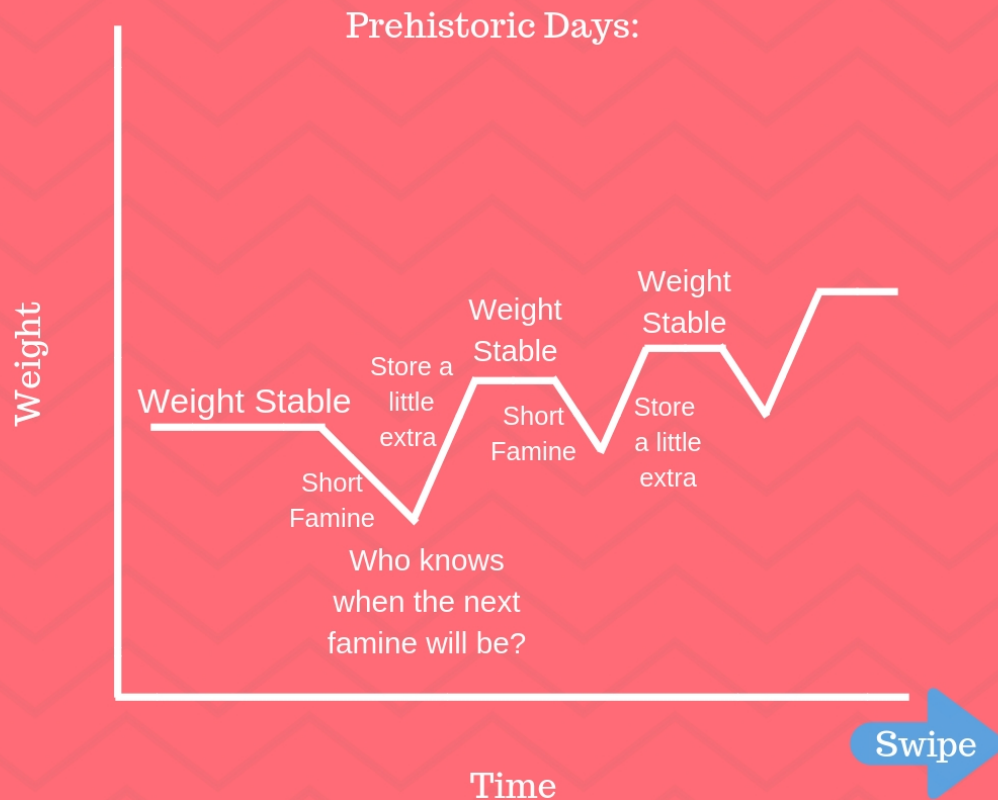 Prehistoric Days:
Weight
Weight Stable
Short
Famine
Store a
little
extra
Who knows
when the next
famine will be?
Weight
Stable
Short
Famine
Store
a little
extra
Weight
Stable
Swipe
Time